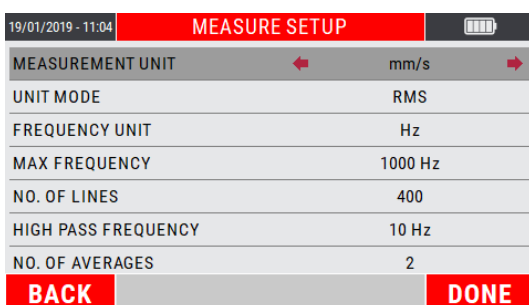 19/01/2019 - 11:04 MEASURE SETUP
MEASUREMENT UNIT mm/s
UNIT MODE RMS
FREQUENCY UNIT Hz
MAX FREQUENCY 1000 Hz
NO. OF LINES 400
HIGH PASS FREQUENCY 10 Hz
NO. OF AVERAGES 2
BACK DONE